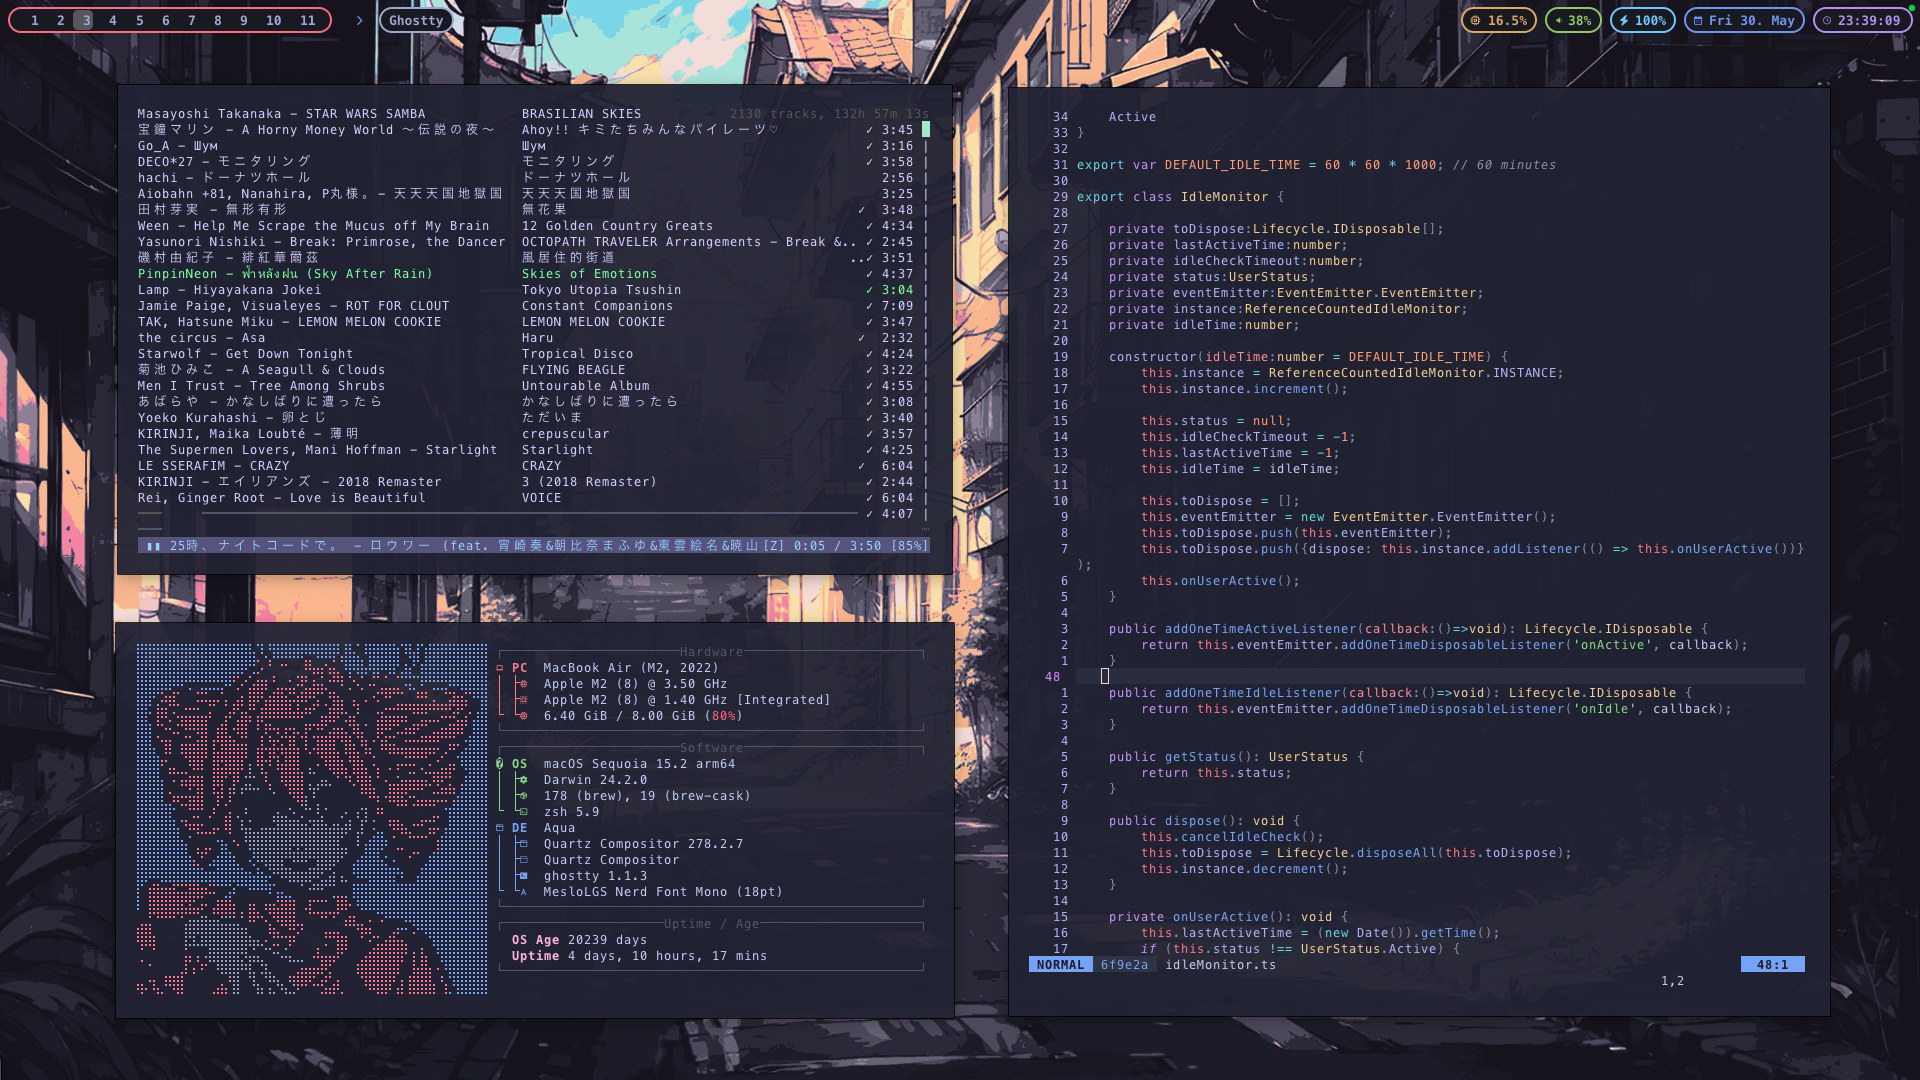 1 2 3 4 5 6 7 8 9 10 11 Ghostty
16.5% 38% 100% Fri 30. May 23:39:09
Masayoshi Takanaka – STAR WARS SAMBA BRASILIAN SKIES 2130 tracks, 132h 57m 13s
宝鐘マリン – A Horny Money World ～伝説の夜～ Ahoy!! キミたちみんなパイレーツ♡ ✓ 3:45
Go_A – Шум Шум ✓ 3:16
DECO*27 – モニタリング モニタリング ✓ 3:58
hachi – ドーナツホール ドーナツホール 2:56
Aiobahn +81, Nanahira, P丸様。– 天天天国地獄国 天天天国地獄国 3:25
田村芽実 – 無形有形 無花果 ✓ 3:48
Ween – Help Me Scrape the Mucus off My Brain 12 Golden Country Greats ✓ 4:34
Yasunori Nishiki – Break: Primrose, the Dancer OCTOPATH TRAVELER Arrangements – Break &.. ✓ 2:45
磯村由紀子 – 緋紅華爾茲 風居住的街道 ..✓ 3:51
PinpinNeon – ฟ้าหลังฝน (Sky After Rain) Skies of Emotions ✓ 4:37
Lamp – Hiyayakana Jokei Tokyo Utopia Tsushin ✓ 3:04
Jamie Paige, Visualeyes – ROT FOR CLOUT Constant Companions ✓ 7:09
TAK, Hatsune Miku – LEMON MELON COOKIE LEMON MELON COOKIE ✓ 3:47
the circus – Asa Haru ✓ 2:32
Starwolf – Get Down Tonight Tropical Disco ✓ 4:24
菊池ひみこ – A Seagull & Clouds FLYING BEAGLE ✓ 3:22
Men I Trust – Tree Among Shrubs Untourable Album ✓ 4:55
あばらや – かなしばりに遭ったら かなしばりに遭ったら ✓ 3:08
Yoeko Kurahashi – 卵とじ ただいま ✓ 3:40
KIRINJI, Maika Loubté – 薄明 crepuscular ✓ 3:57
The Supermen Lovers, Mani Hoffman – Starlight Starlight ✓ 4:25
LE SSERAFIM – CRAZY CRAZY ✓ 6:04
KIRINJI – エイリアンズ – 2018 Remaster 3 (2018 Remaster) ✓ 2:44
Rei, Ginger Root – Love is Beautiful VOICE ✓ 6:04
✓ 4:07
25時、ナイトコードで。 – ロウワー (feat. 宵崎奏&朝比奈まふゆ&東雲絵名&暁山[Z] 0:05 / 3:50 [85%]
Hardware
PC MacBook Air (M2, 2022)
Apple M2 (8) @ 3.50 GHz
Apple M2 (8) @ 1.40 GHz [Integrated]
6.40 GiB / 8.00 GiB (80%)
Software
OS macOS Sequoia 15.2 arm64
Darwin 24.2.0
178 (brew), 19 (brew-cask)
zsh 5.9
DE Aqua
Quartz Compositor 278.2.7
Quartz Compositor
ghostty 1.1.3
MesloLGS Nerd Font Mono (18pt)
Uptime / Age
OS Age 20239 days
Uptime 4 days, 10 hours, 17 mins
34 Active
33 }
32
31 export var DEFAULT_IDLE_TIME = 60 * 60 * 1000; // 60 minutes
30
29 export class IdleMonitor {
28
27 private toDispose:Lifecycle.IDisposable[];
26 private lastActiveTime:number;
25 private idleCheckTimeout:number;
24 private status:UserStatus;
23 private eventEmitter:EventEmitter.EventEmitter;
22 private instance:ReferenceCountedIdleMonitor;
21 private idleTime:number;
20
19 constructor(idleTime:number = DEFAULT_IDLE_TIME) {
18 this.instance = ReferenceCountedIdleMonitor.INSTANCE;
17 this.instance.increment();
16
15 this.status = null;
14 this.idleCheckTimeout = -1;
13 this.lastActiveTime = -1;
12 this.idleTime = idleTime;
11
10 this.toDispose = [];
9 this.eventEmitter = new EventEmitter.EventEmitter();
8 this.toDispose.push(this.eventEmitter);
7 this.toDispose.push({dispose: this.instance.addListener(() => this.onUserActive())}
);
6 this.onUserActive();
5 }
4
3 public addOneTimeActiveListener(callback:()=>void): Lifecycle.IDisposable {
2 return this.eventEmitter.addOneTimeDisposableListener('onActive', callback);
1 }
48
1 public addOneTimeIdleListener(callback:()=>void): Lifecycle.IDisposable {
2 return this.eventEmitter.addOneTimeDisposableListener('onIdle', callback);
3 }
4
5 public getStatus(): UserStatus {
6 return this.status;
7 }
8
9 public dispose(): void {
10 this.cancelIdleCheck();
11 this.toDispose = Lifecycle.disposeAll(this.toDispose);
12 this.instance.decrement();
13 }
14
15 private onUserActive(): void {
16 this.lastActiveTime = (new Date()).getTime();
17 if (this.status !== UserStatus.Active) {
NORMAL 6f9e2a idleMonitor.ts 48:1
1,2